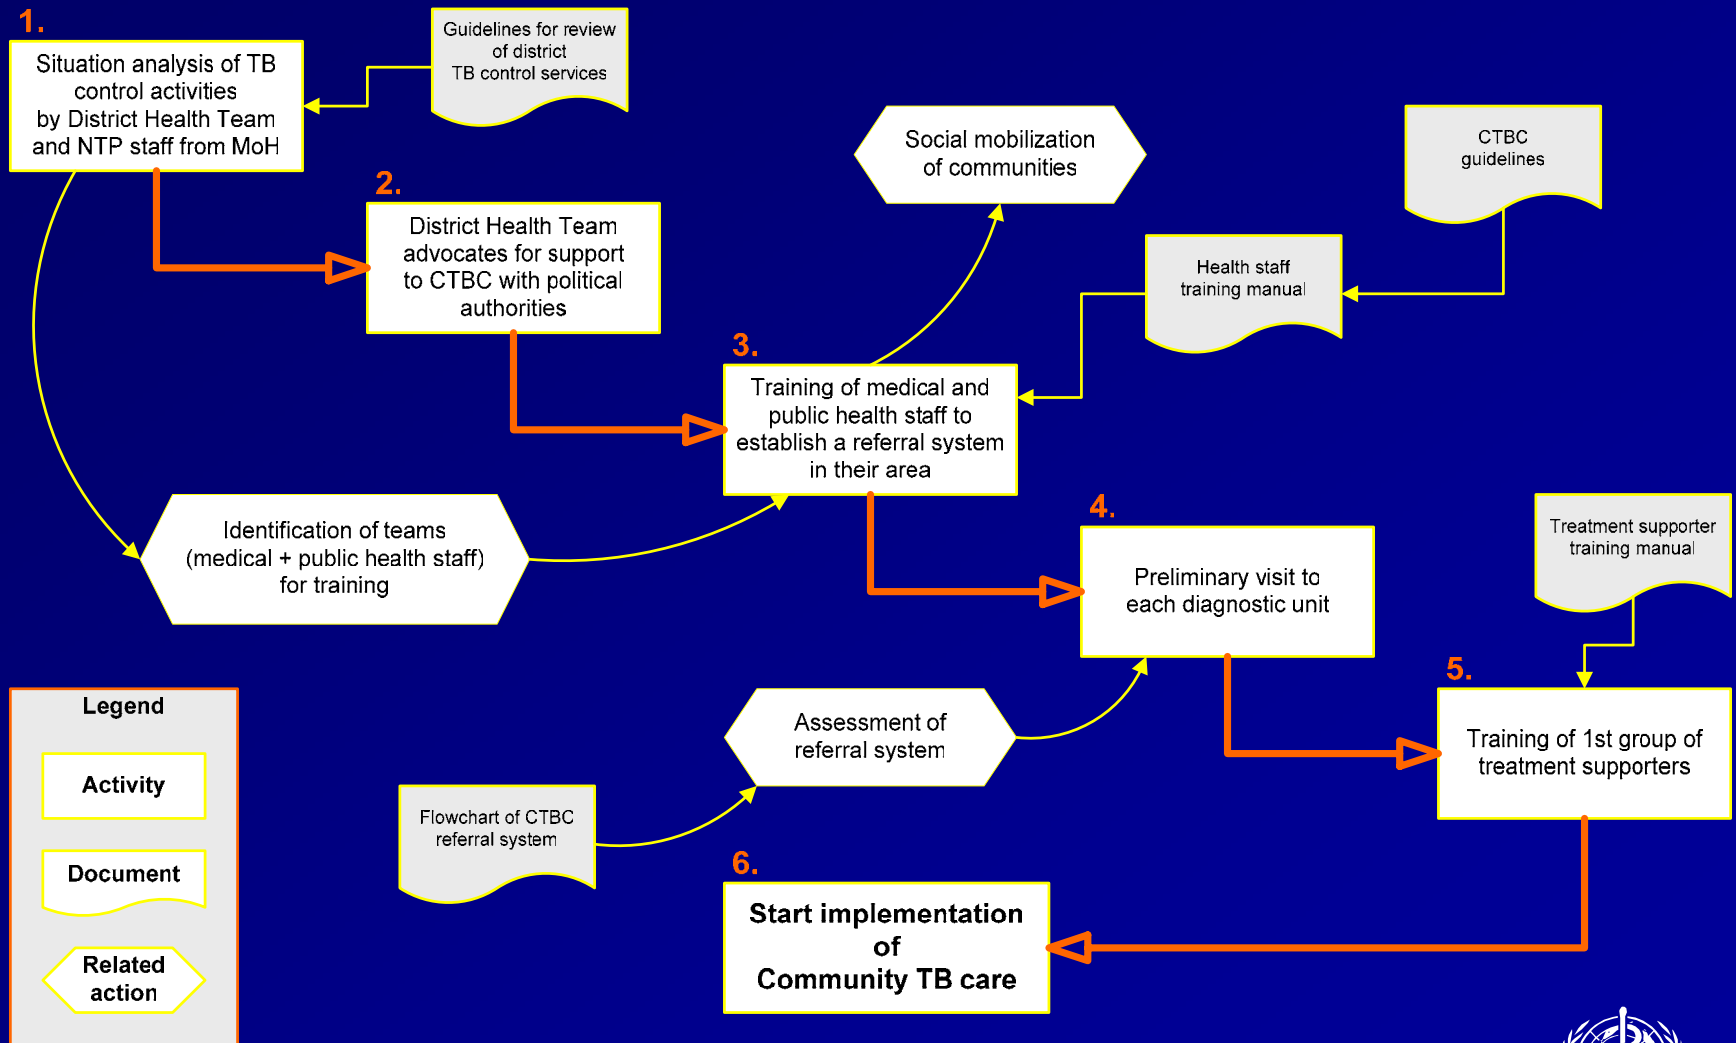 1.
Situation analysis of TB
control activities
by District Health Team
and NTP staff from MoH
Guidelines for review
of district
TB control services
2.
District Health Team
advocates for support
to CTBC with political
authorities
Social mobilization
of communities
CTBC
guidelines
Health staff
training manual
3.
Training of medical and
public health staff to
establish a referral system
in their area
Identification of teams
(medical + public health staff)
for training
4.
Preliminary visit to
each diagnostic unit
Treatment supporter
training manual
5.
Training of 1st group of
treatment supporters
Assessment of
referral system
Flowchart of CTBC
referral system
6.
Start implementation
of
Community TB care
Legend
Activity
Document
Related
action